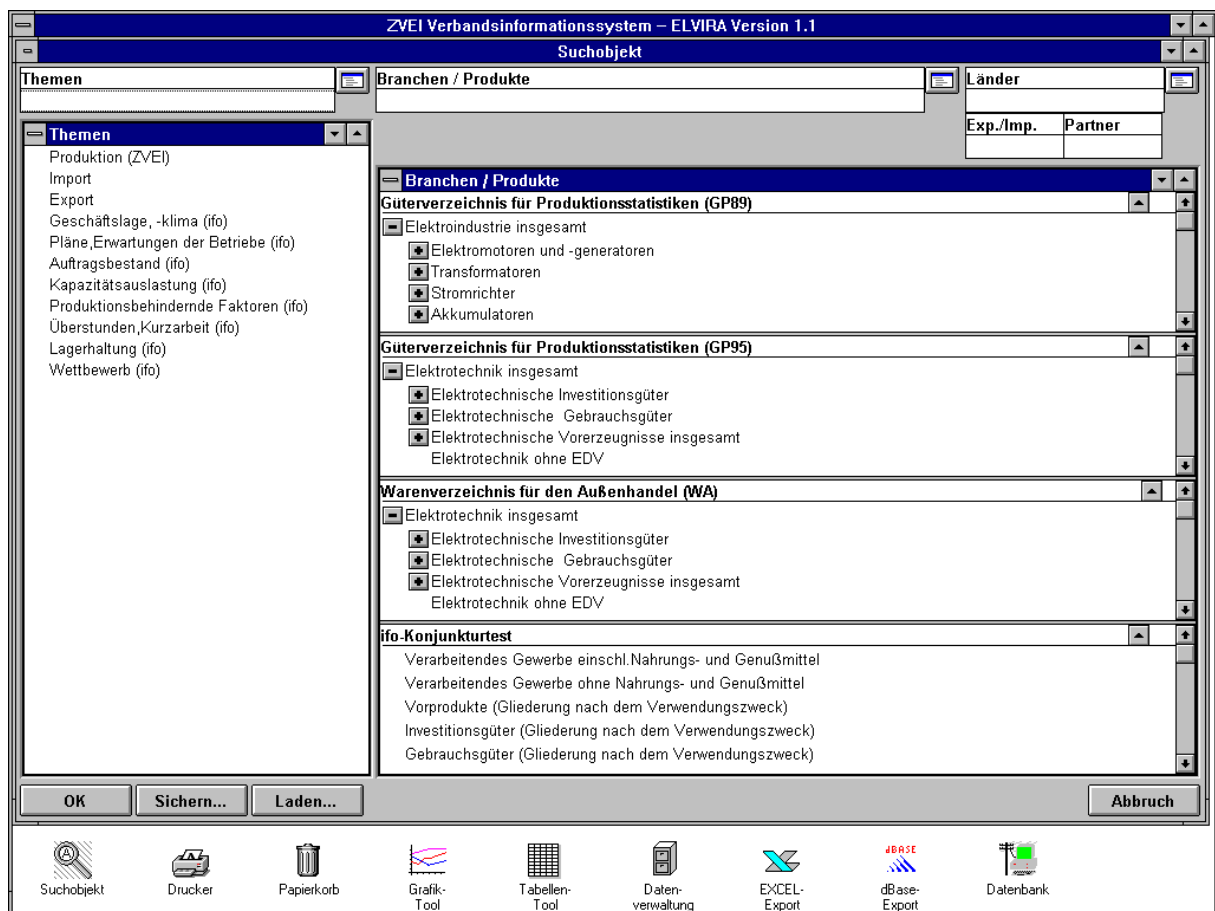 ZVEI Verbandsinformationssystem – ELVIRA Version 1.1
Suchobjekt
Themen
Branchen / Produkte
Länder
Exp./Imp.
Partner
Themen
Produktion (ZVEI)
Import
Export
Geschäftslage, -klima (ifo)
Pläne,Erwartungen der Betriebe (ifo)
Auftragsbestand (ifo)
Kapazitätsauslastung (ifo)
Produktionsbehindernde Faktoren (ifo)
Überstunden,Kurzarbeit (ifo)
Lagerhaltung (ifo)
Wettbewerb (ifo)
Branchen / Produkte
Güterverzeichnis für Produktionsstatistiken (GP89)
Elektroindustrie insgesamt
Elektromotoren und -generatoren
Transformatoren
Stromrichter
Akkumulatoren
Güterverzeichnis für Produktionsstatistiken (GP95)
Elektrotechnik insgesamt
Elektrotechnische Investitionsgüter
Elektrotechnische  Gebrauchsgüter
Elektrotechnische Vorerzeugnisse insgesamt
Elektrotechnik ohne EDV
Warenverzeichnis für den Außenhandel (WA)
Elektrotechnik insgesamt
Elektrotechnische Investitionsgüter
Elektrotechnische  Gebrauchsgüter
Elektrotechnische Vorerzeugnisse insgesamt
Elektrotechnik ohne EDV
ifo-Konjunkturtest
Verarbeitendes Gewerbe einschl.Nahrungs- und Genußmittel
Verarbeitendes Gewerbe ohne Nahrungs- und Genußmittel
Vorprodukte (Gliederung nach dem Verwendungszweck)
Investitionsgüter (Gliederung nach dem Verwendungszweck)
Gebrauchsgüter (Gliederung nach dem Verwendungszweck)
OK
Sichern...
Laden...
Abbruch
Suchobjekt
Drucker
Papierkorb
Grafik-
Tool
Tabellen-
Tool
Daten-
verwaltung
EXCEL-
Export
dBASE
dBase-
Export
Datenbank